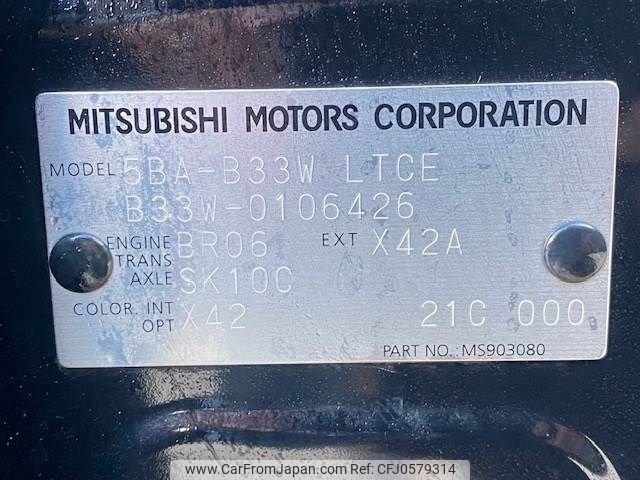 MITSUBISHI MOTORS CORPORATION
MODEL 5BA-B33W LTCE
B33W-0106426
ENGINE BR06 EXT X42A
TRANS
AXLE SK10C
COLOR. INT X42 21C 000
OPT
PART NO.: MS903080
www.CarFromJapan.com | Ref. No: CFJ0579314